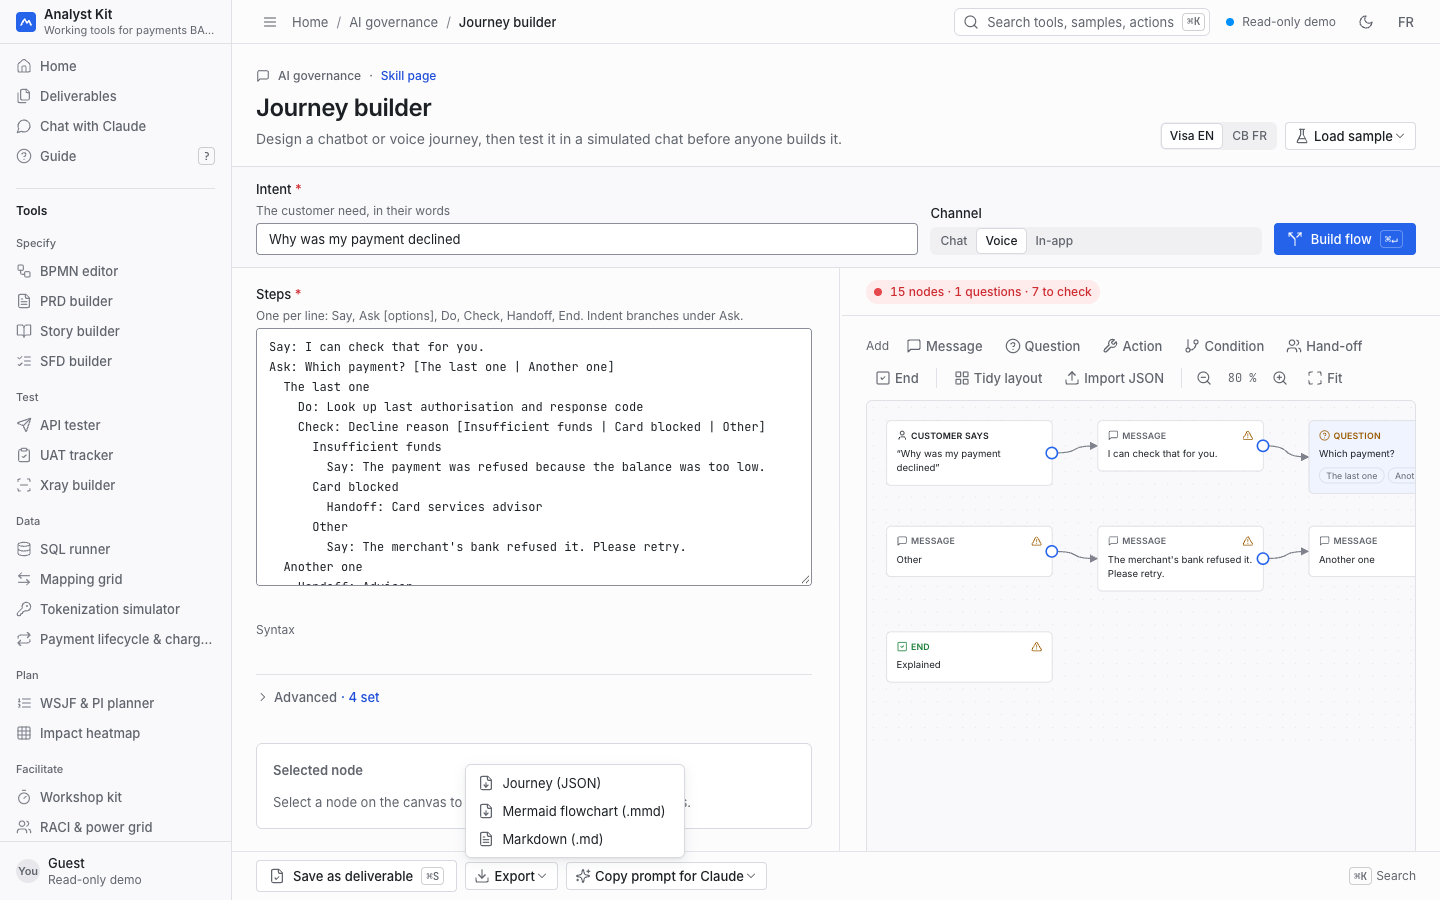 Analyst Kit
Working tools for payments BA...
Home
Deliverables
Chat with Claude
Guide
?
Tools
Specify
BPMN editor
PRD builder
Story builder
SFD builder
Test
API tester
UAT tracker
Xray builder
Data
SQL runner
Mapping grid
Tokenization simulator
Payment lifecycle & charg...
Plan
WSJF & PI planner
Impact heatmap
Facilitate
Workshop kit
RACI & power grid
You
Guest
Read-only demo
Home / AI governance / Journey builder
Search tools, samples, actions ⌘K
Read-only demo
FR
AI governance · Skill page
Journey builder
Design a chatbot or voice journey, then test it in a simulated chat before anyone builds it.
Visa EN
CB FR
Load sample
Intent *
The customer need, in their words
Why was my payment declined
Channel
Chat
Voice
In-app
Build flow ⌘↵
Steps *
One per line: Say, Ask [options], Do, Check, Handoff, End. Indent branches under Ask.
Say: I can check that for you.
Ask: Which payment? [The last one | Another one]
The last one
Do: Look up last authorisation and response code
Check: Decline reason [Insufficient funds | Card blocked | Other]
Insufficient funds
Say: The payment was refused because the balance was too low.
Card blocked
Handoff: Card services advisor
Other
Say: The merchant's bank refused it. Please retry.
Another one
Handoff: Advisor
Syntax
Advanced · 4 set
Selected node
Select a node on the canvas to
s.
Journey (JSON)
Mermaid flowchart (.mmd)
Markdown (.md)
Save as deliverable ⌘S
Export
Copy prompt for Claude
⌘K Search
15 nodes · 1 questions · 7 to check
Add
Message
Question
Action
Condition
Hand-off
End
Tidy layout
Import JSON
80 %
Fit
CUSTOMER SAYS
“Why was my payment
declined”
MESSAGE
I can check that for you.
QUESTION
Which payment?
The last one
Anot
MESSAGE
Other
MESSAGE
The merchant's bank refused it.
Please retry.
MESSAGE
Another one
END
Explained